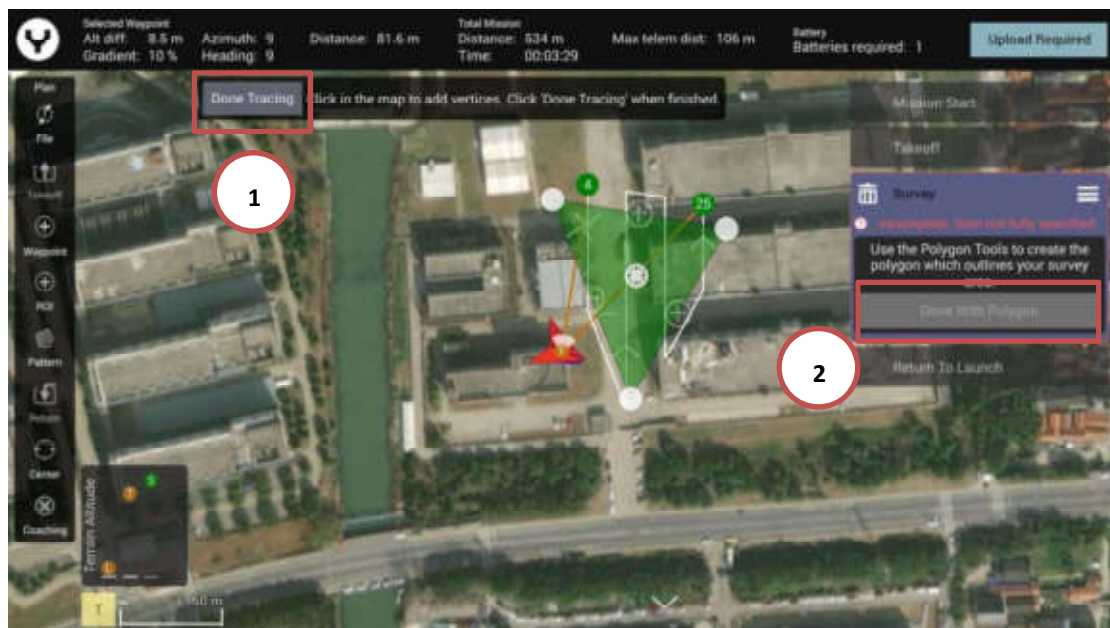 Selected Waypoint
Alt diff: 8.5 m
Gradient: 10 %
Azimuth: 9
Heading: 9
Distance: 81.6 m
Total Mission
Distance: 534 m
Time: 00:03:29
Max telem dist: 106 m
Battery
Batteries required: 1
Upload Required
Plan
File
Takeoff
Waypoint
ROI
Pattern
Return
Center
Coaching
Done Tracing
Click in the map to add vertices. Click 'Done Tracing' when finished.
1
4
25
Mission Start
Takeoff
Survey
Use the Polygon Tools to create the
polygon which outlines your survey
area.
Done With Polygon
2
Return To Launch
Terrain Altitude
S
T
T
50 m